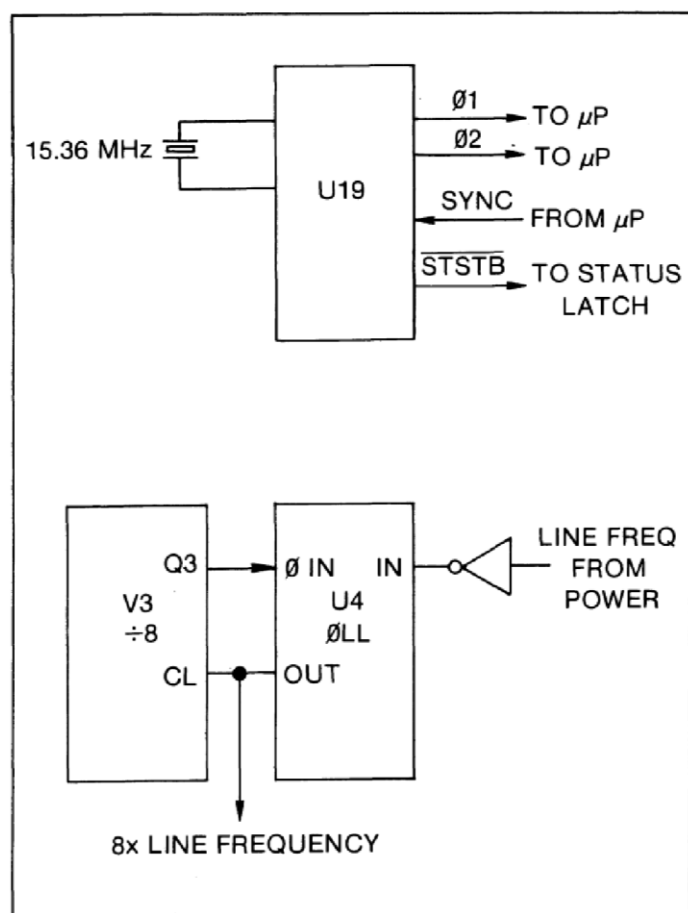 15.36 MHz
U19
Ø1
TO µP
Ø2
TO µP
SYNC
FROM µP
STSTB
TO STATUS
LATCH
V3
÷8
Q3
CL
Ø IN
IN
U4
ØLL
OUT
LINE FREQ
FROM
POWER
8x LINE FREQUENCY